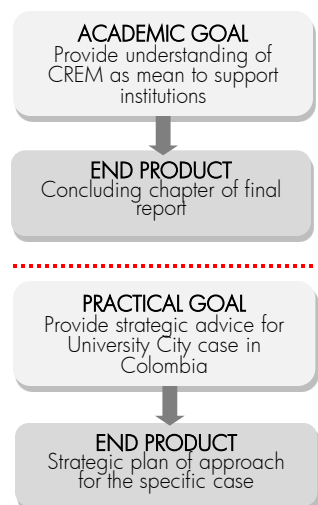 ACADEMIC GOAL
Provide understanding of
CREM as mean to support
institutions
END PRODUCT
Concluding chapter of final
report
PRACTICAL GOAL
Provide strategic advice for
University City case in
Colombia
END PRODUCT
Strategic plan of approach
for the specific case